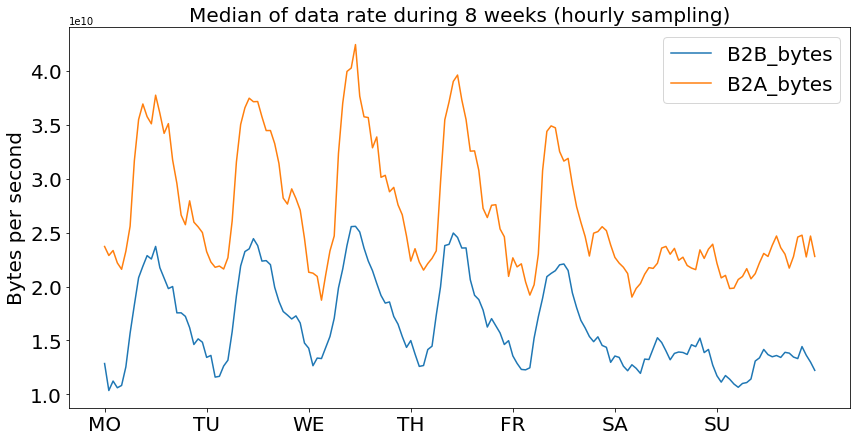 Median of data rate during 8 weeks (hourly sampling)
1e10
B2B_bytes
B2A_bytes
Bytes per second
4.0
3.5
3.0
2.5
2.0
1.5
1.0
MO TU WE TH FR SA SU